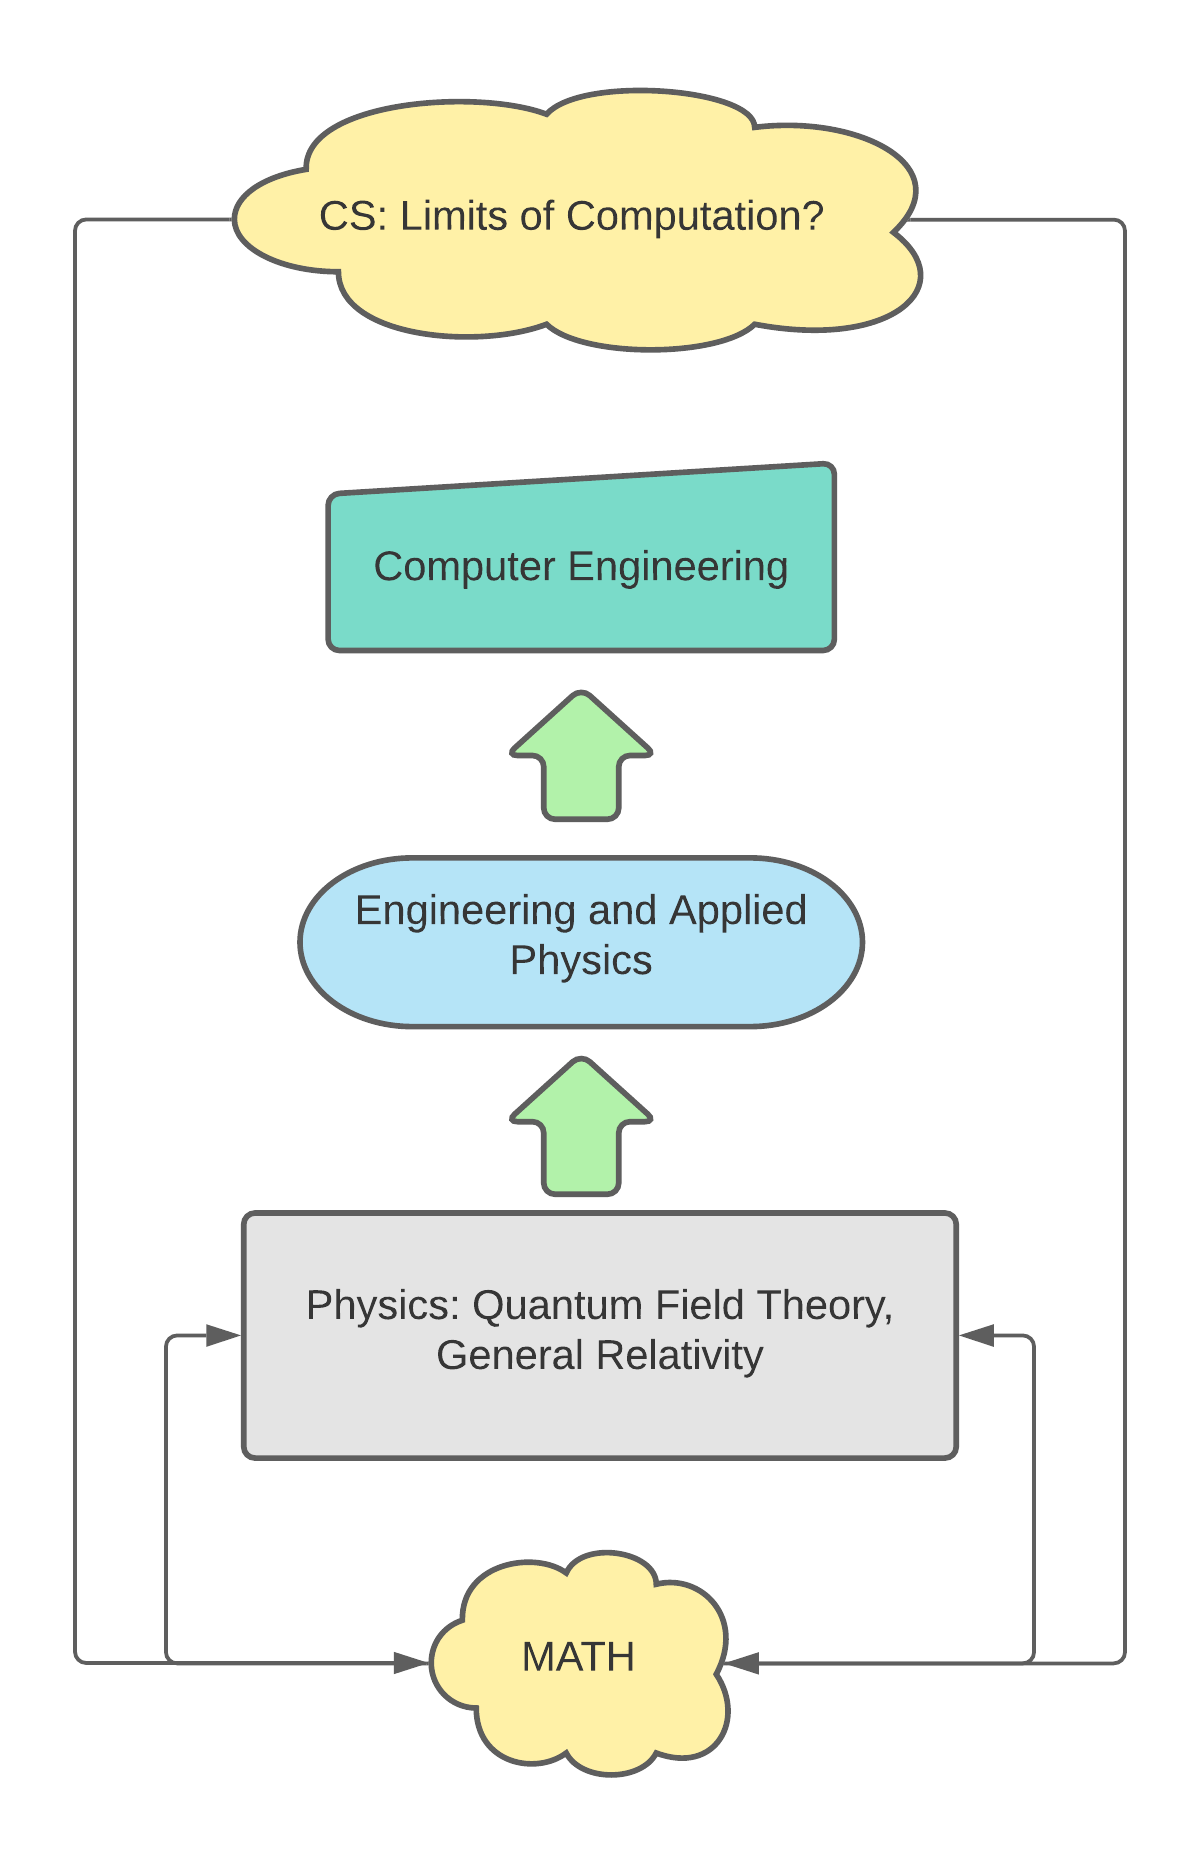 CS: Limits of Computation?
Computer Engineering
Engineering and Applied
Physics
Physics: Quantum Field Theory,
General Relativity
MATH